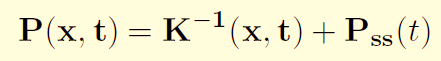 P(x, t) = K⁻¹(x, t) + Pₛₛ(t)